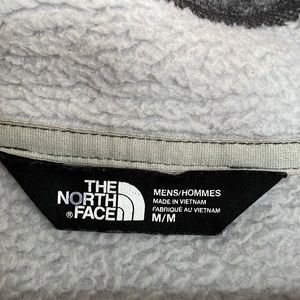 THE
NORTH
FACE
®
MENS/HOMMES
MADE IN VIETNAM
FABRIQUÉ AU VIETNAM
M/M